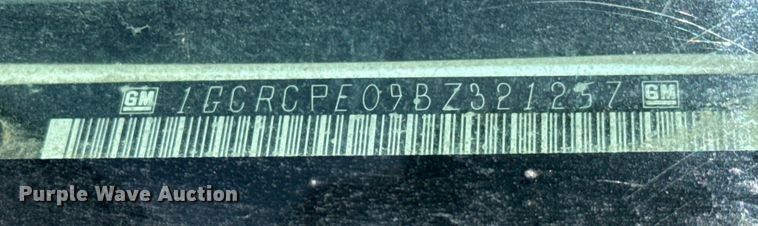 GM 1GCRCPE09BZ321257 GM
Purple Wave Auction